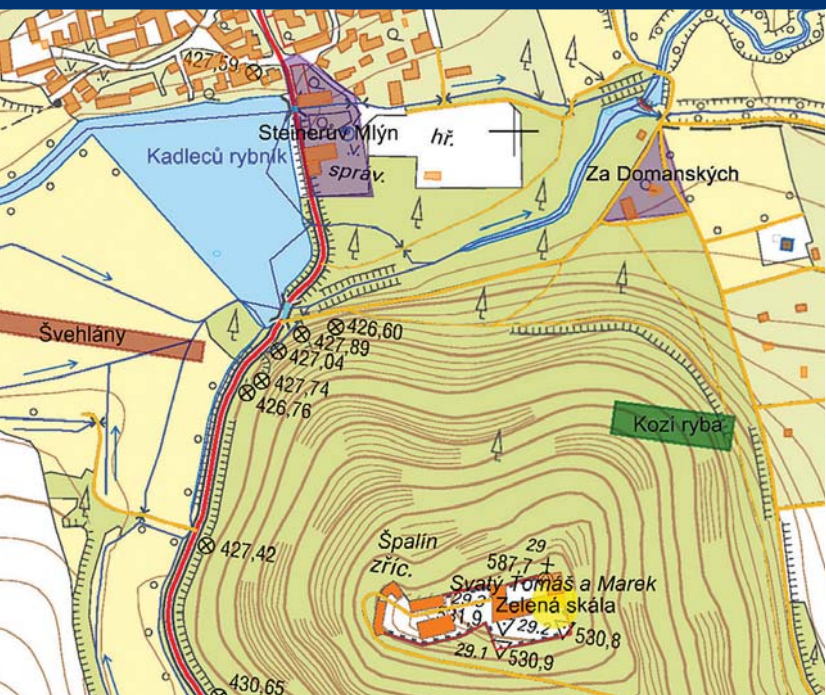 427,59
Steinerův Mlýn
hř.
Kadleců rybník
správ.
Za Domanských
Švehlány
426,60
427,89
427,04
427,74
426,76
Kozí ryba
427,42
Špalín
zříc.
29
587,7
Svatý Tomáš a Marek
Zelená skála
29.2
530,8
29.1
530,9
430,65